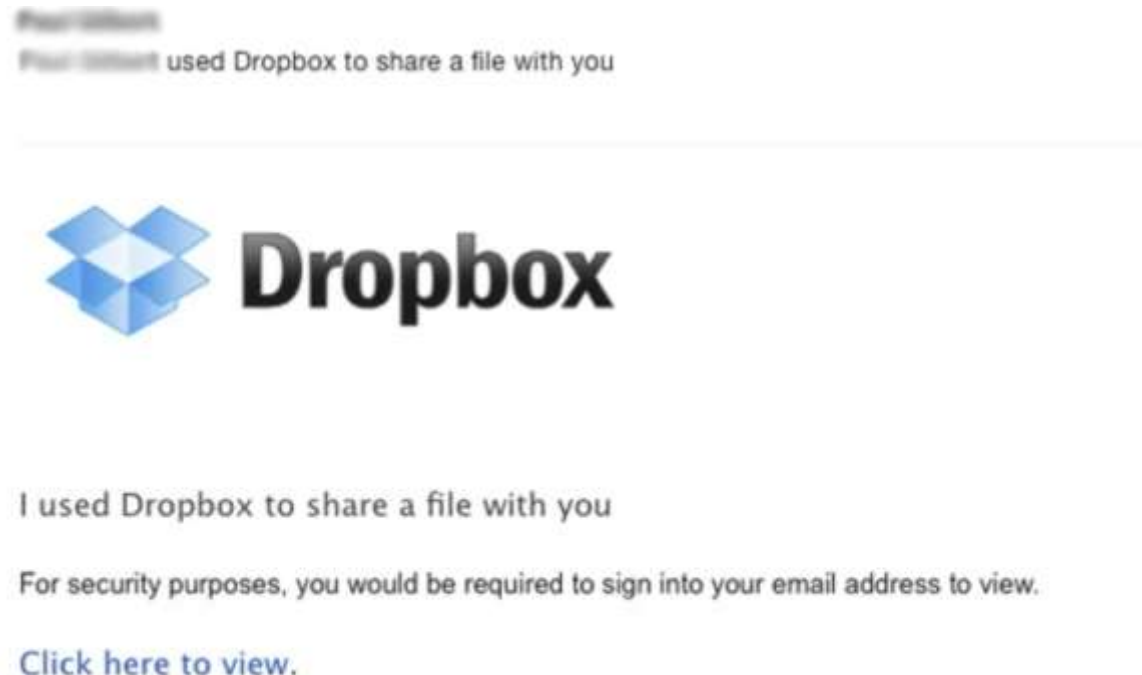 used Dropbox to share a file with you
Dropbox
I used Dropbox to share a file with you
For security purposes, you would be required to sign into your email address to view.
Click here to view.